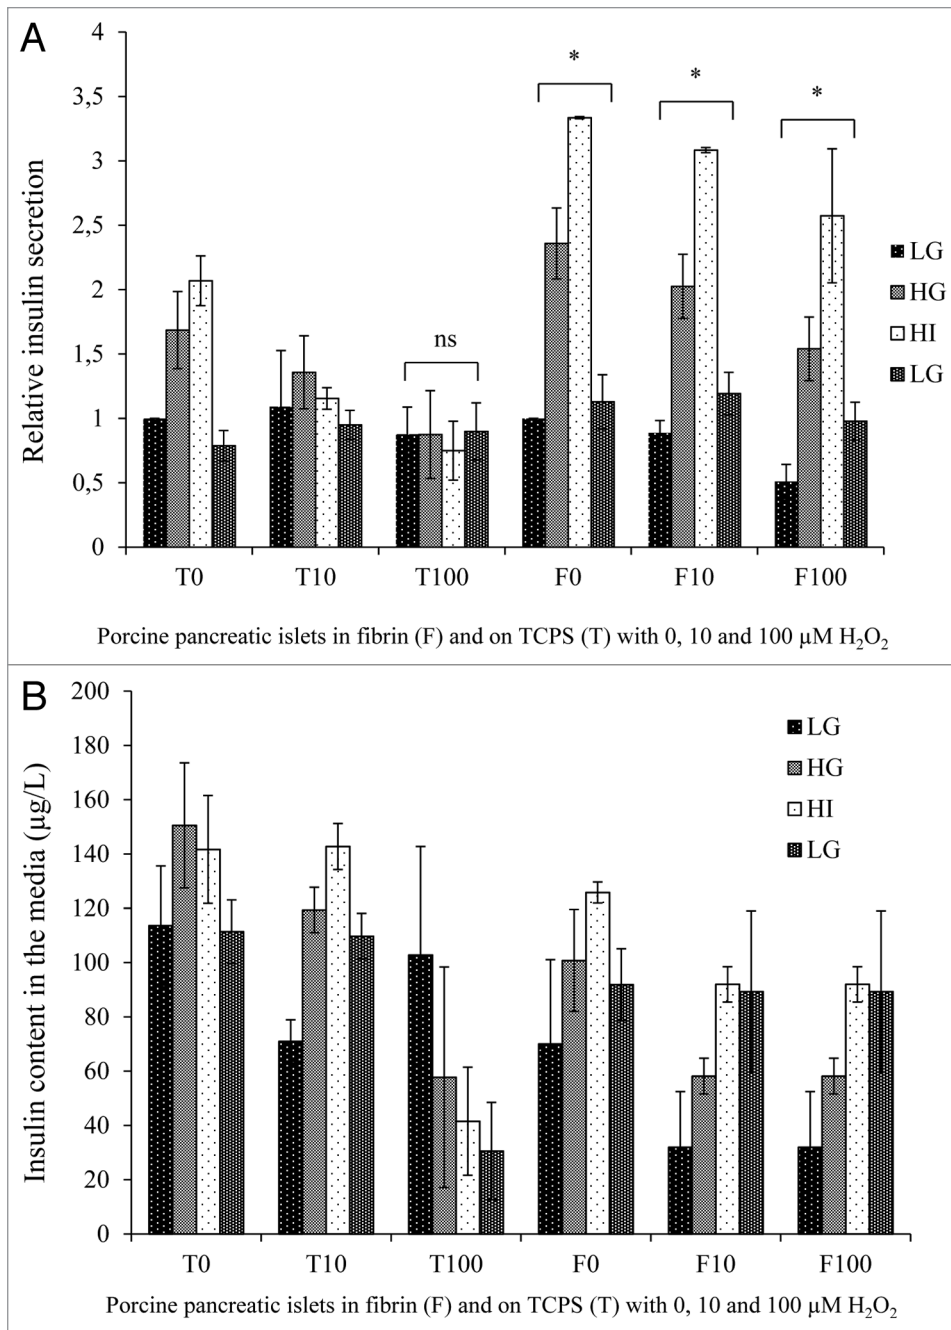 A
4
3,5
3
2,5
2
1,5
1
0,5
0
Relative insulin secretion
ns
*
*
*
LG
HG
HI
LG
T0 T10 T100 F0 F10 F100
Porcine pancreatic islets in fibrin (F) and on TCPS (T) with 0, 10 and 100 µM H₂O₂
B
200
180
160
140
120
100
80
60
40
20
0
Insulin content in the media (µg/L)
LG
HG
HI
LG
T0 T10 T100 F0 F10 F100
Porcine pancreatic islets in fibrin (F) and on TCPS (T) with 0, 10 and 100 µM H₂O₂